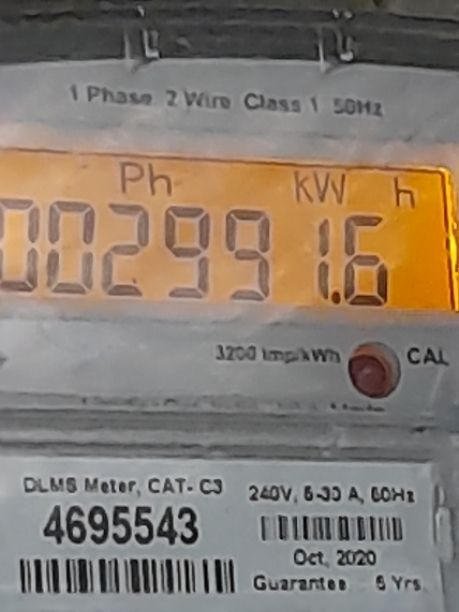 1 Phase 2 Wire Class 1 50Hz
Ph kW h
002991.6
3200 imp/kWh CAL
DLMS Meter, CAT- C3
4695543
240V, 5-30 A, 50Hz
Oct, 2020
Guarantee 5 Yrs.